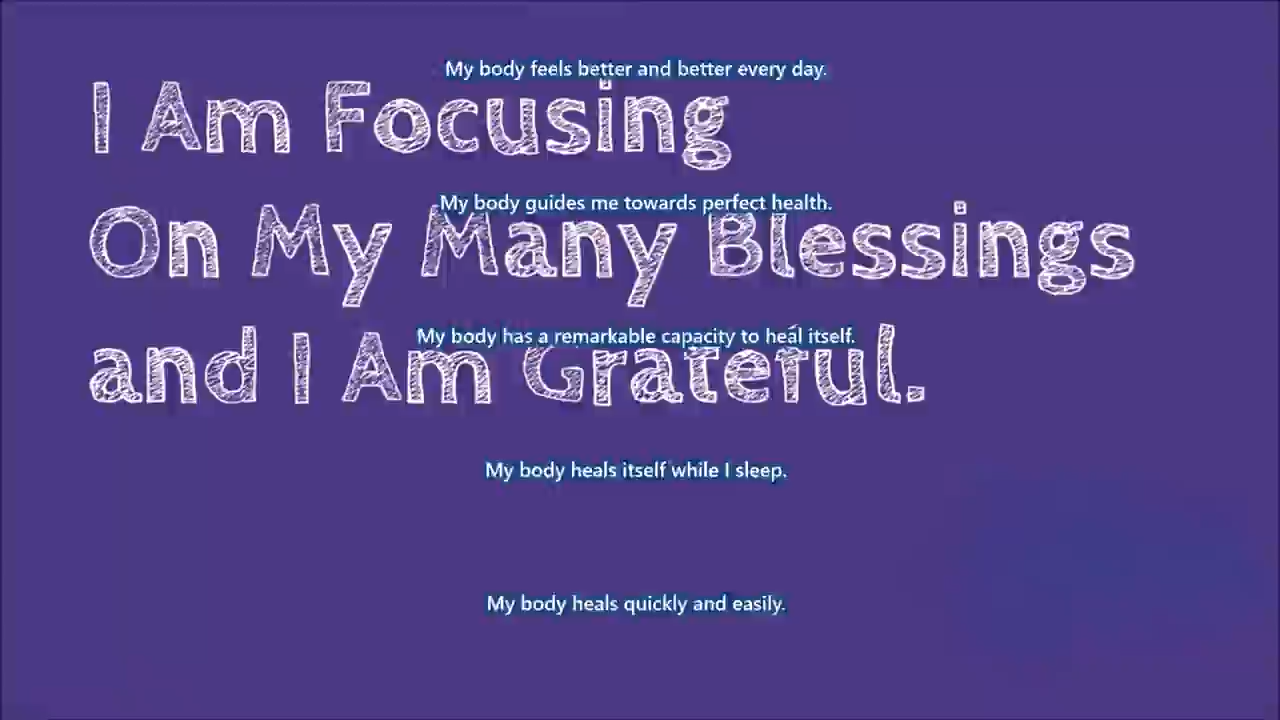 My body feels better and better every day.
I Am Focusing
My body guides me towards perfect health.
On My Many Blessings
My body has a remarkable capacity to heal itself.
and I Am Grateful.
My body heals itself while I sleep.
My body heals quickly and easily.